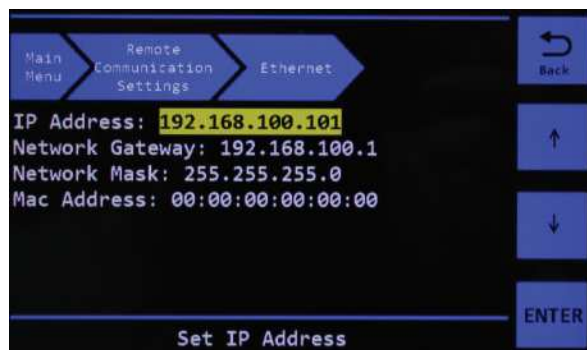 Main
Menu
Remote
Communication
Settings
Ethernet
Back
IP Address: 192.168.100.101
Network Gateway: 192.168.100.1
Network Mask: 255.255.255.0
Mac Address: 00:00:00:00:00:00
ENTER
Set IP Address